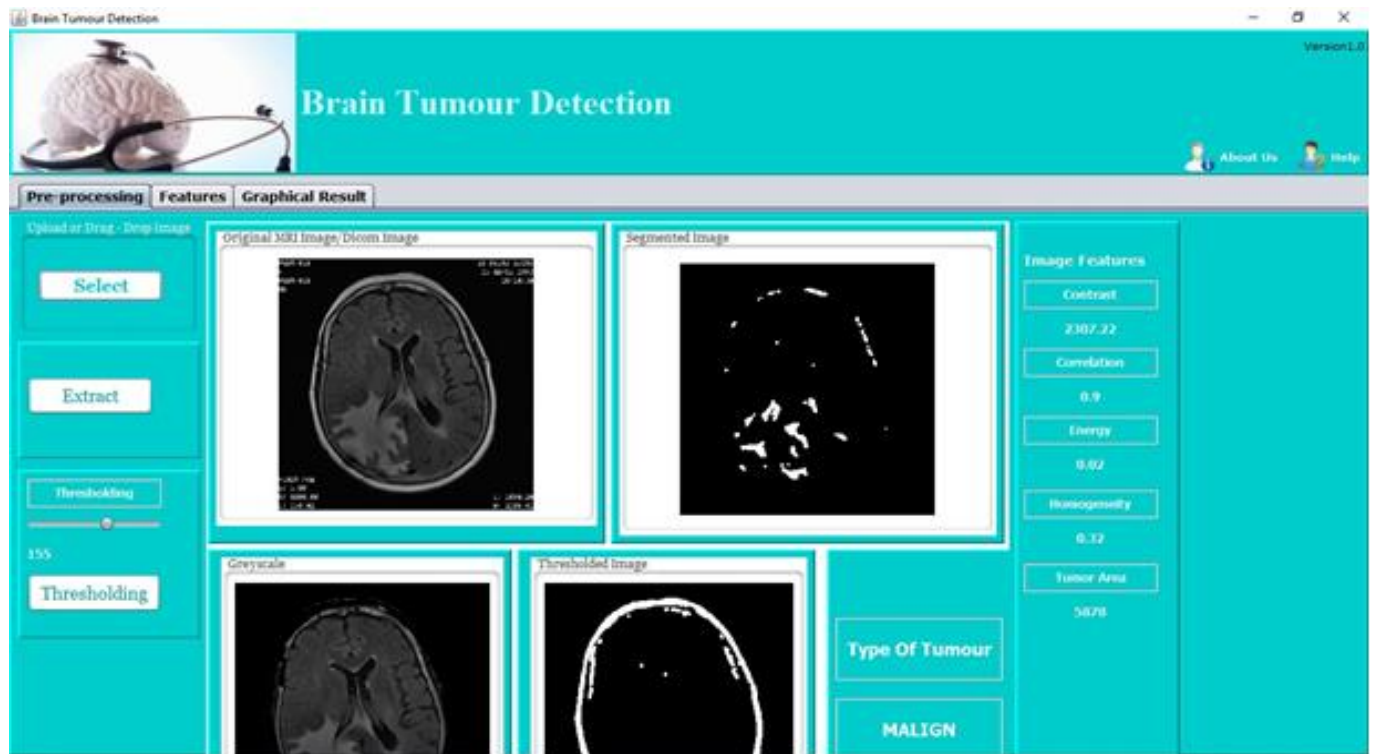 Brain Tumour Detection
Version1.0
Brain Tumour Detection
About Us
Help
Pre-processing
Features
Graphical Result
Upload or Drag - Drop Image
Select
Extract
Thresholding
155
Thresholding
Original MRI Image/Dicom Image
Segmented Image
Greyscale
Thresholded Image
Type Of Tumour
MALIGN
Image Features
Contrast
2307.22
Correlation
0.9
Energy
0.02
Homogeneity
0.32
Tumor Area
5878